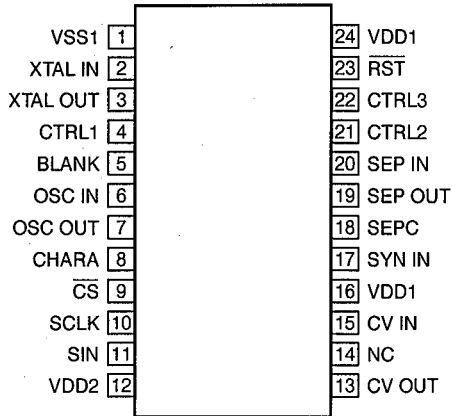 VSS1 1 24 VDD1
XTAL IN 2 23 R̅S̅T̅
XTAL OUT 3 22 CTRL3
CTRL1 4 21 CTRL2
BLANK 5 20 SEP IN
OSC IN 6 19 SEP OUT
OSC OUT 7 18 SEPC
CHARA 8 17 SYN IN
C̅S̅ 9 16 VDD1
SCLK 10 15 CV IN
SIN 11 14 NC
VDD2 12 13 CV OUT